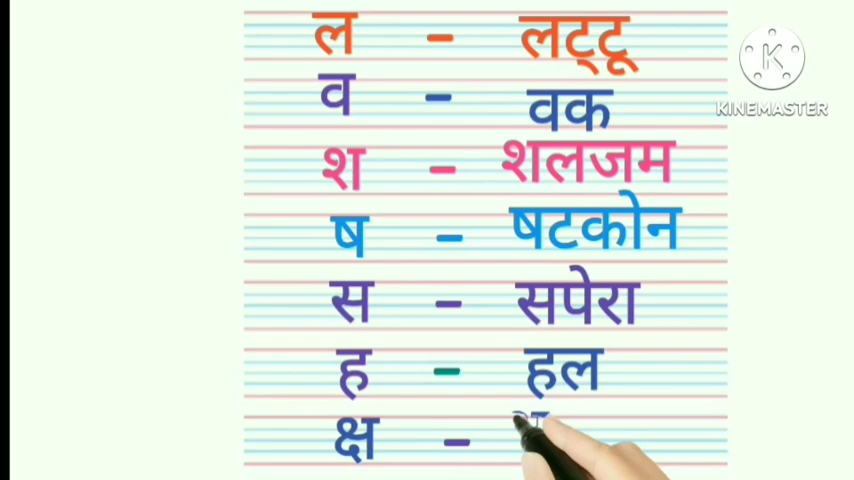 ल - लट्टू
KINEMASTER
व - वक
श - शलजम
ष - षटकोन
स - सपेरा
ह - हल
क्ष -